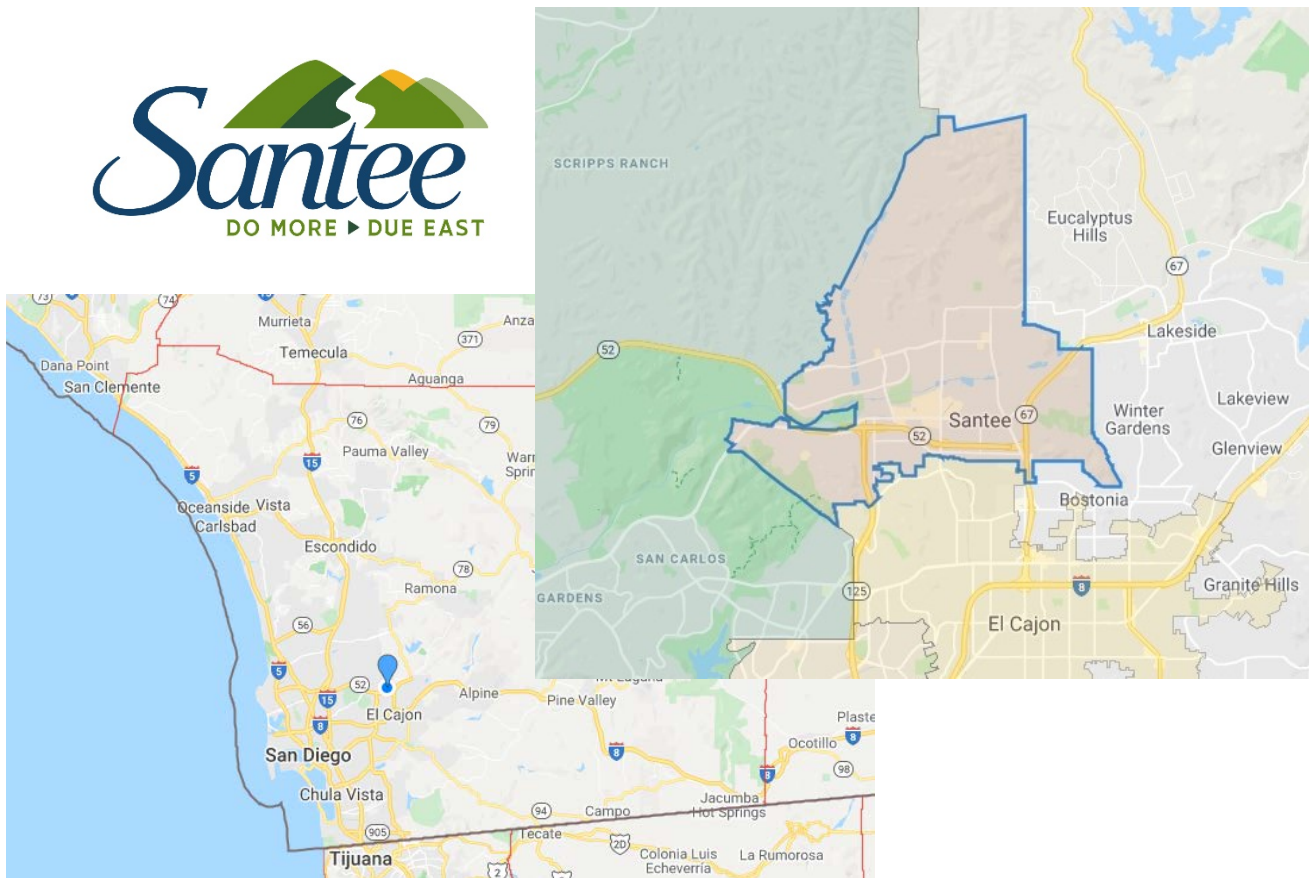 Santee
DO MORE ▶ DUE EAST
SCRIPPS RANCH
Eucalyptus
Hills
67
Lakeside
52
Lakeview
Winter
Gardens
Santee
67
52
Glenview
Bostonia
SAN CARLOS
GARDENS
125
8
Granite Hills
El Cajon
73
74
15
Murrieta
Anza
371
Temecula
Dana Point
San Clemente
Aguanga
76
79
Pauma Valley
15
5
Oceanside
Vista
Carlsbad
Escondido
78
Ramona
56
5
52
15
Alpine
Pine Valley
El Cajon
8
Plaste
8
Ocotillo
8
San Diego
8
98
Chula Vista
Jacumba
Hot Springs
94
Campo
905
Tecate
2D
Tijuana
Colonia Luis
Echeverría
La Rumorosa
2